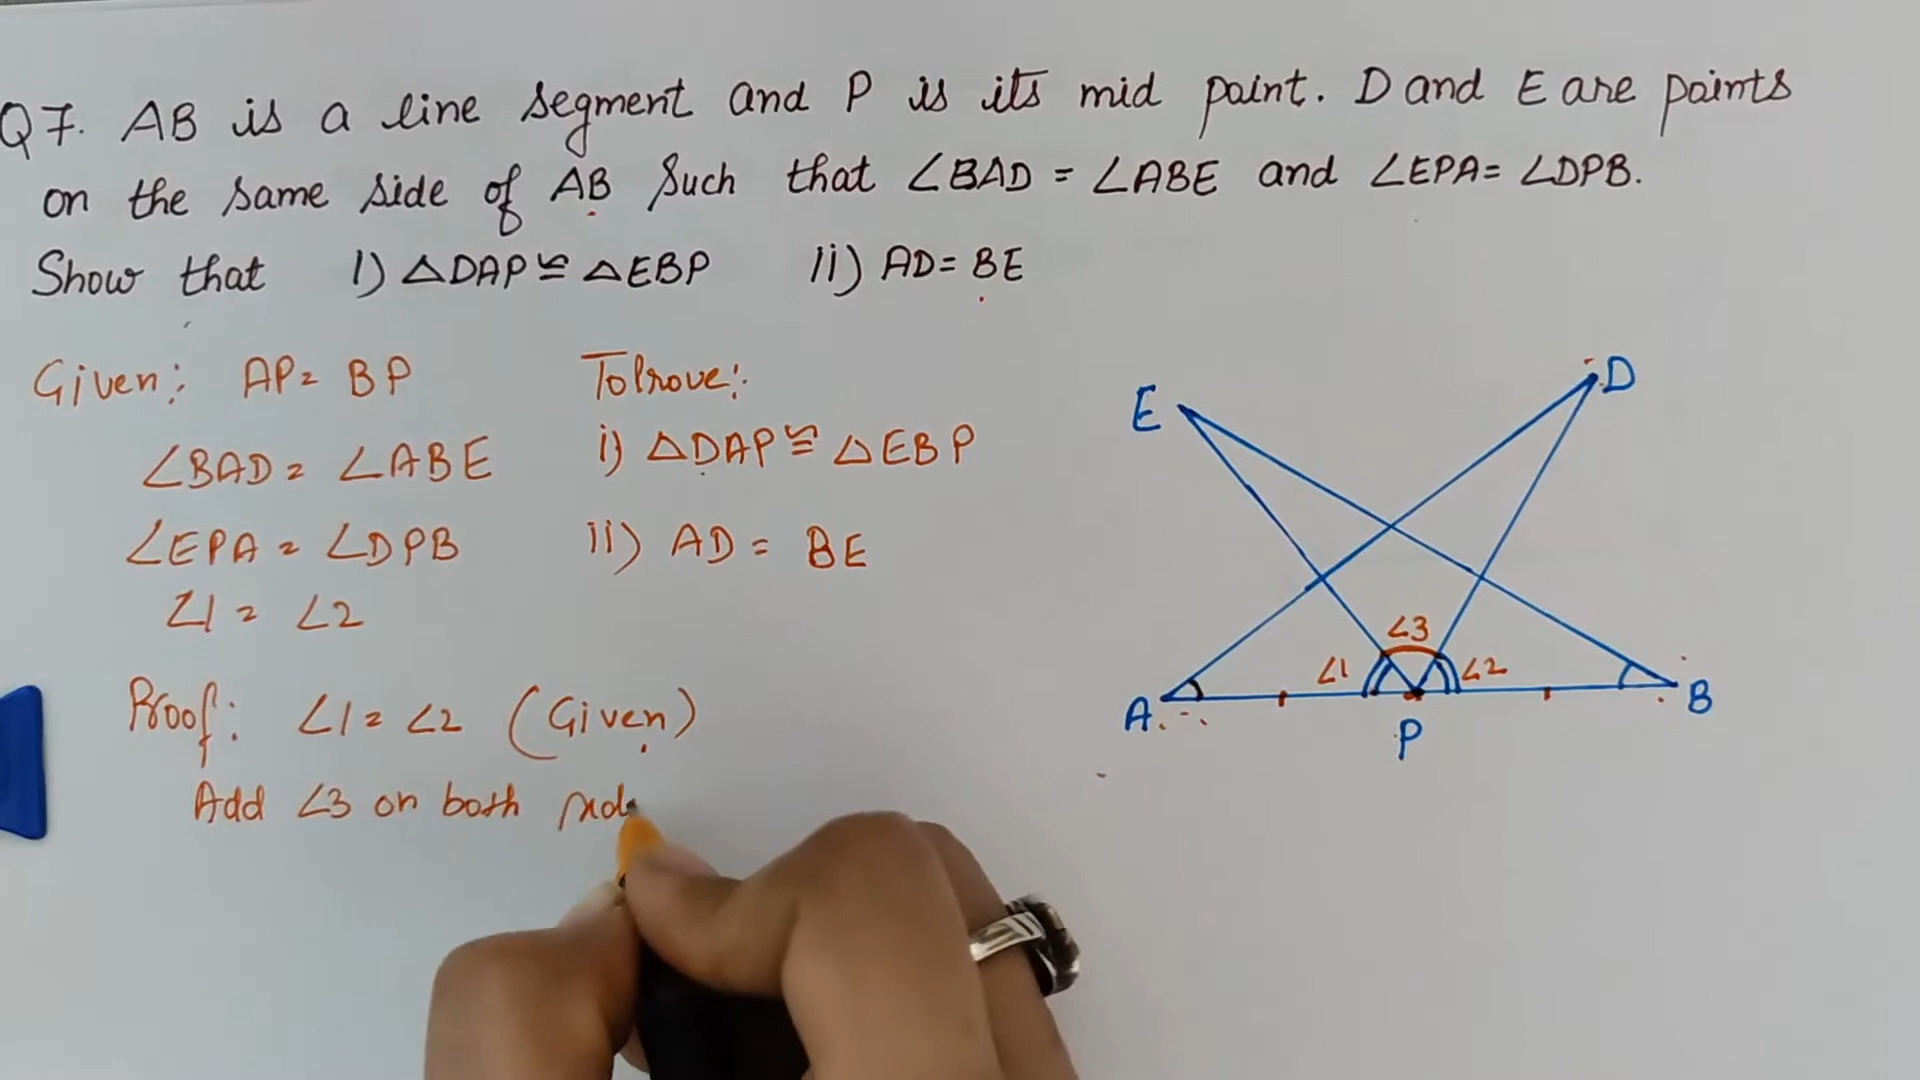 Q7. AB is a line segment and P is its mid point. D and E are points
on the same side of AB such that ∠BAD = ∠ABE and ∠EPA = ∠DPB.
Show that i) △DAP ≅ △EBP ii) AD = BE
Given: AP = BP
∠BAD = ∠ABE
∠EPA = ∠DPB
∠1 = ∠2
To Prove:
i) △DAP ≅ △EBP
ii) AD = BE
Proof: ∠1 = ∠2 (Given)
Add ∠3 on both
E
D
∠3
∠1
∠2
A
B
P